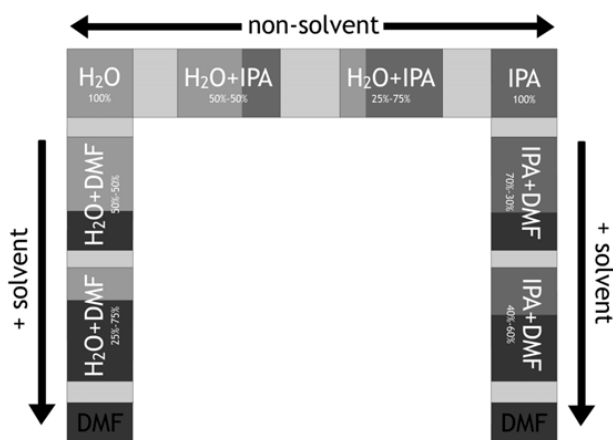 non-solvent
H₂O
100%
H₂O+IPA
50%-50%
H₂O+IPA
25%-75%
IPA
100%
H₂O+DMF
50%-50%
IPA+DMF
70%-30%
+ solvent
+ solvent
H₂O+DMF
25%-75%
IPA+DMF
40%-60%
DMF
DMF